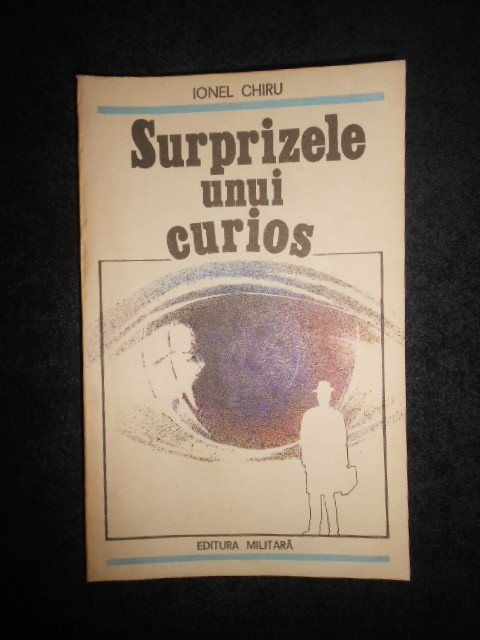 IONEL CHIRU
Surprizele
unui
curios
EDITURA MILITARĂ